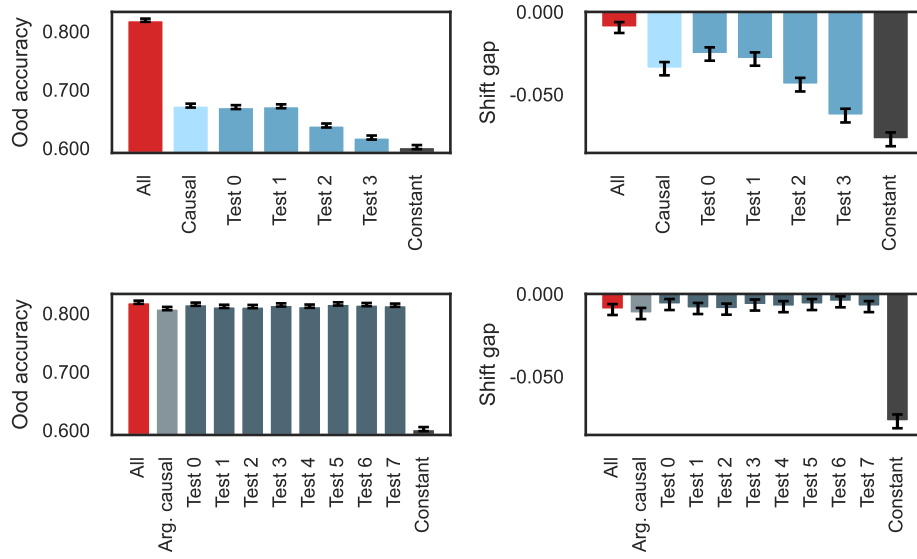 Ood accuracy
0.800
0.700
0.600
All
Causal
Test 0
Test 1
Test 2
Test 3
Constant
Shift gap
0.000
-0.050
All
Causal
Test 0
Test 1
Test 2
Test 3
Constant
Ood accuracy
0.800
0.700
0.600
All
Arg. causal
Test 0
Test 1
Test 2
Test 3
Test 4
Test 5
Test 6
Test 7
Constant
Shift gap
0.000
-0.050
All
Arg. causal
Test 0
Test 1
Test 2
Test 3
Test 4
Test 5
Test 6
Test 7
Constant